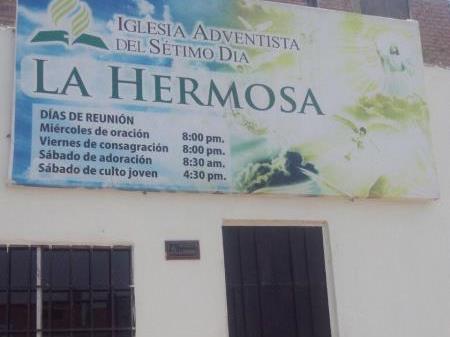 Iglesia Adventista
del Sétimo Día
La Hermosa
DÍAS DE REUNIÓN
Miércoles de oración 8:00 pm.
Viernes de consagración 8:00 pm.
Sábado de adoración 8:30 am.
Sábado de culto joven 4:30 pm.